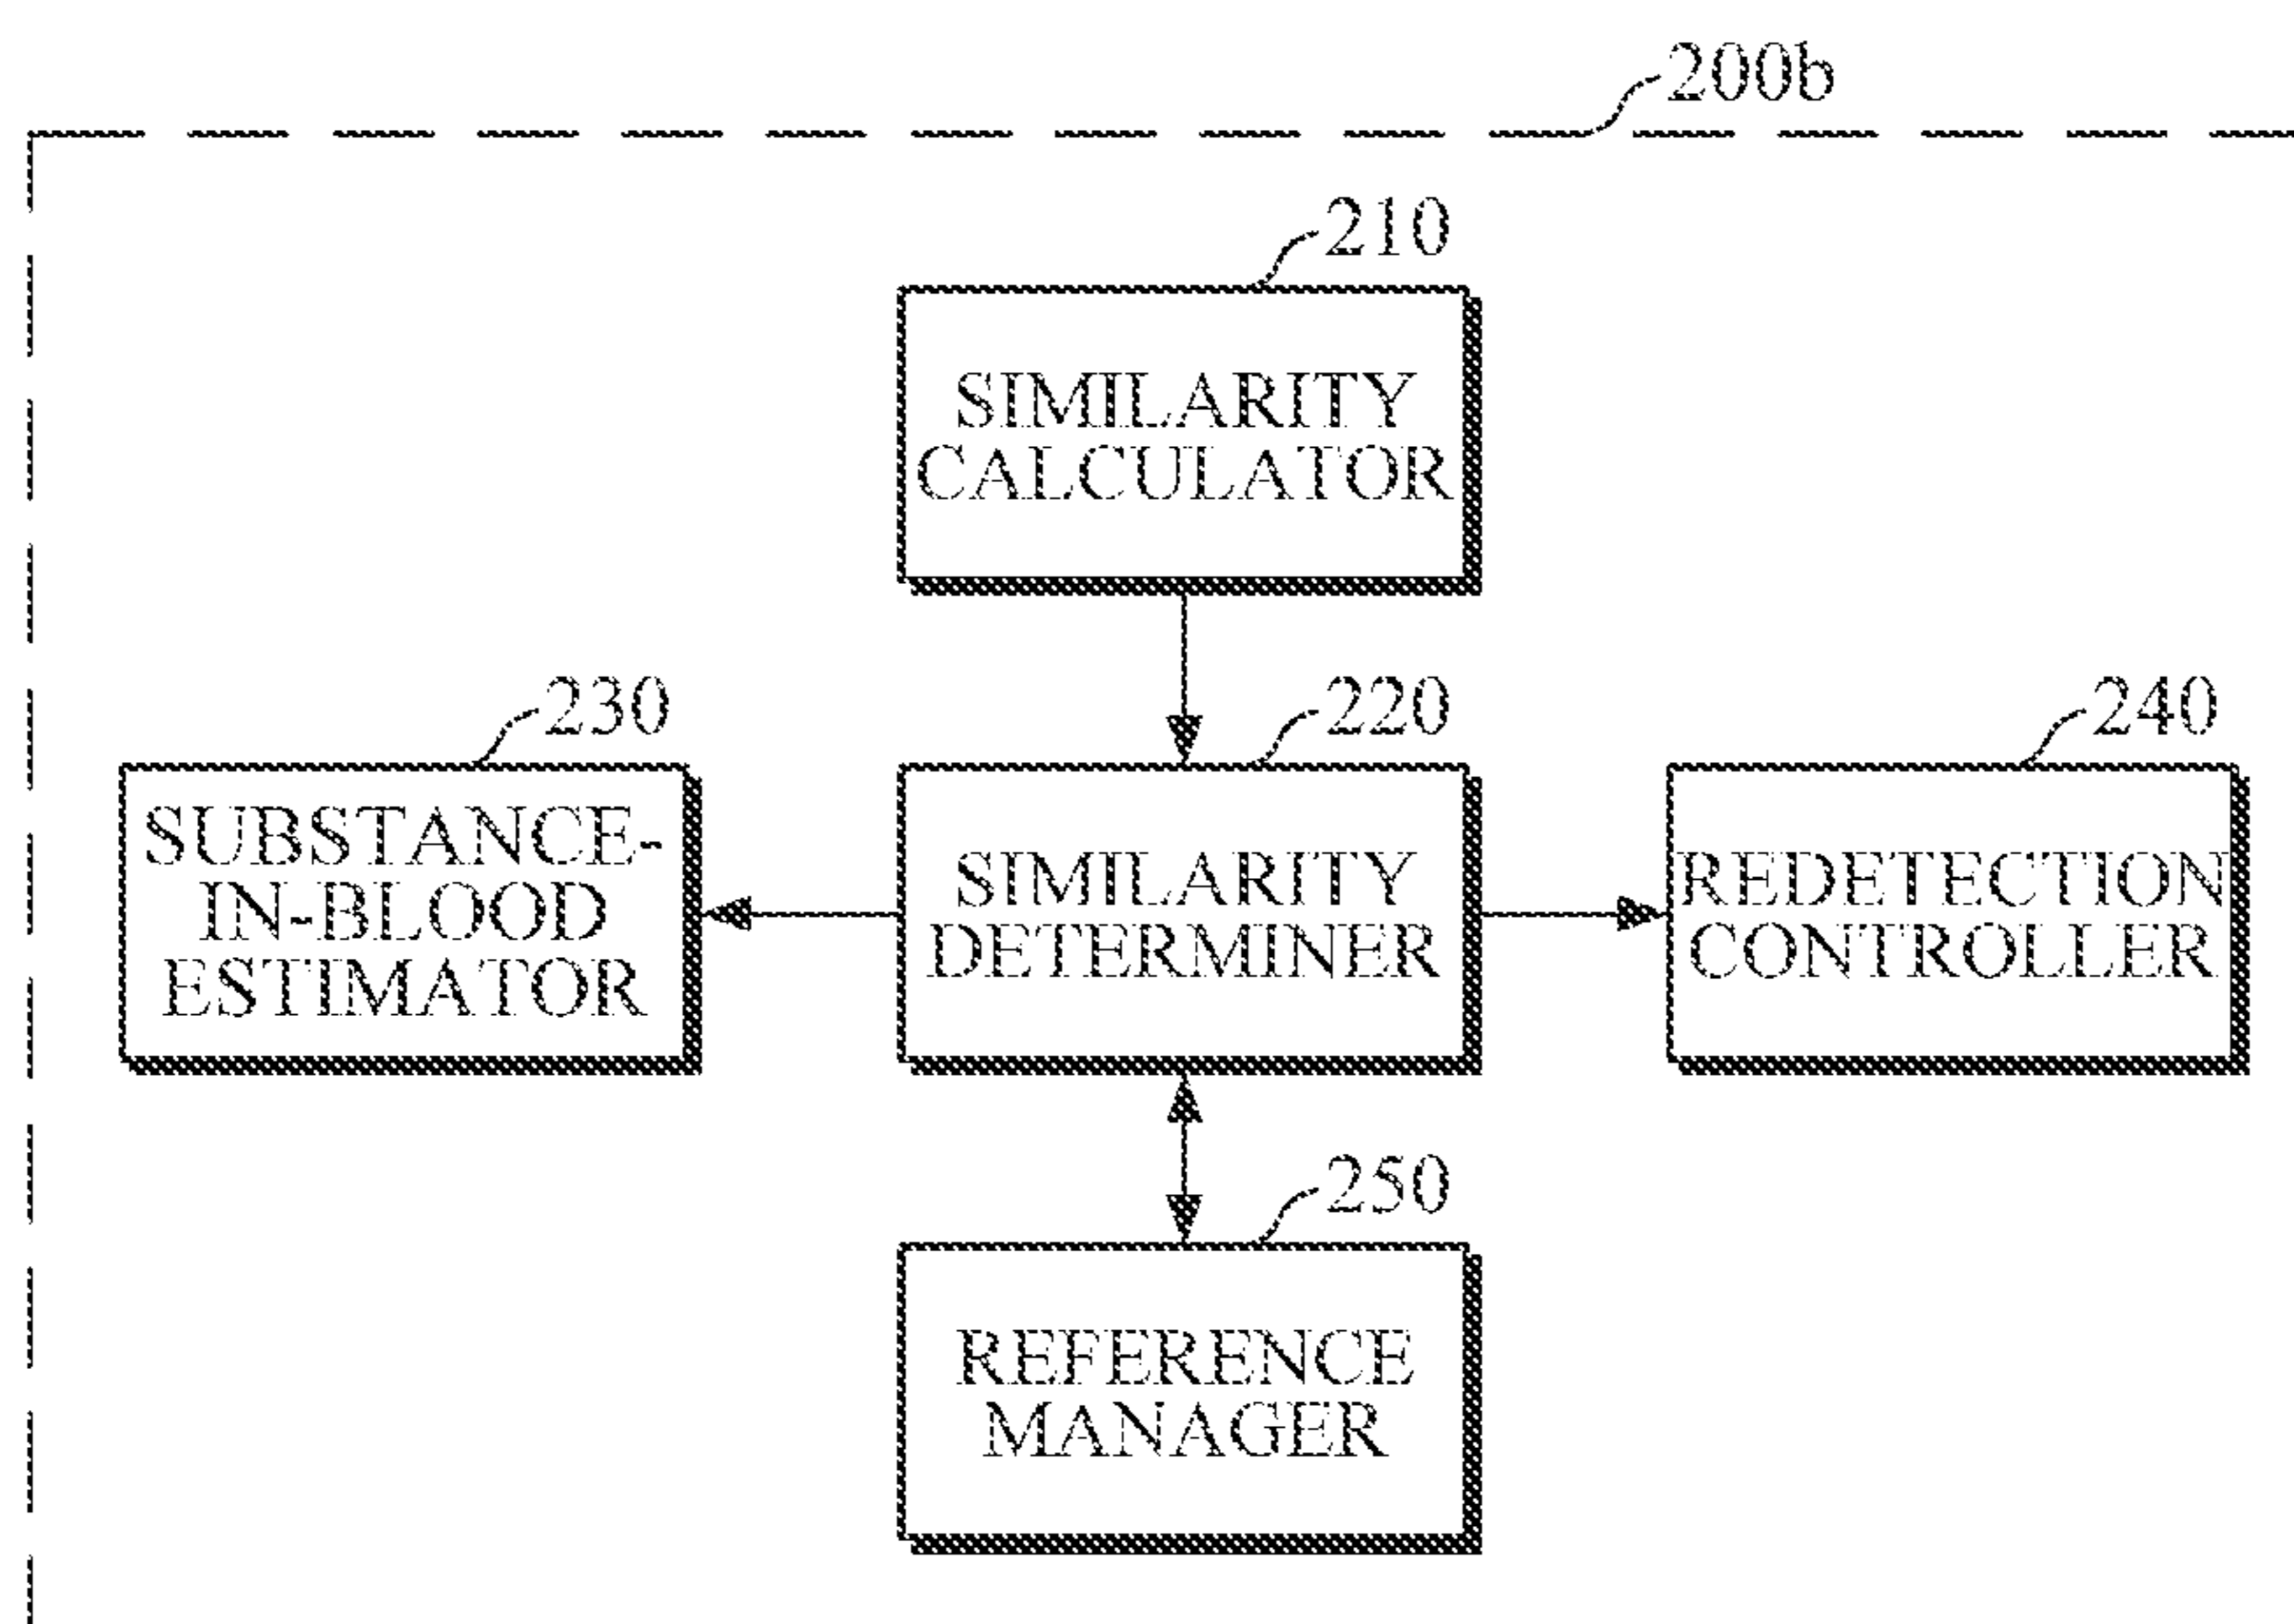 200b
210
SIMILARITY
CALCULATOR
230
SUBSTANCE-
IN-BLOOD
ESTIMATOR
220
SIMILARITY
DETERMINER
240
REDETECTION
CONTROLLER
250
REFERENCE
MANAGER